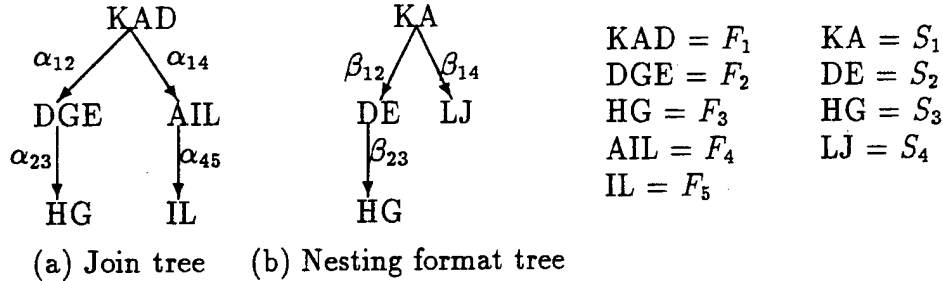 KAD
α12 α14
DGE AIL
α23 α45
HG IL
(a) Join tree
KA
β12 β14
DE LJ
β23
HG
(b) Nesting format tree
KAD = F1
DGE = F2
HG = F3
AIL = F4
IL = F5
KA = S1
DE = S2
HG = S3
LJ = S4